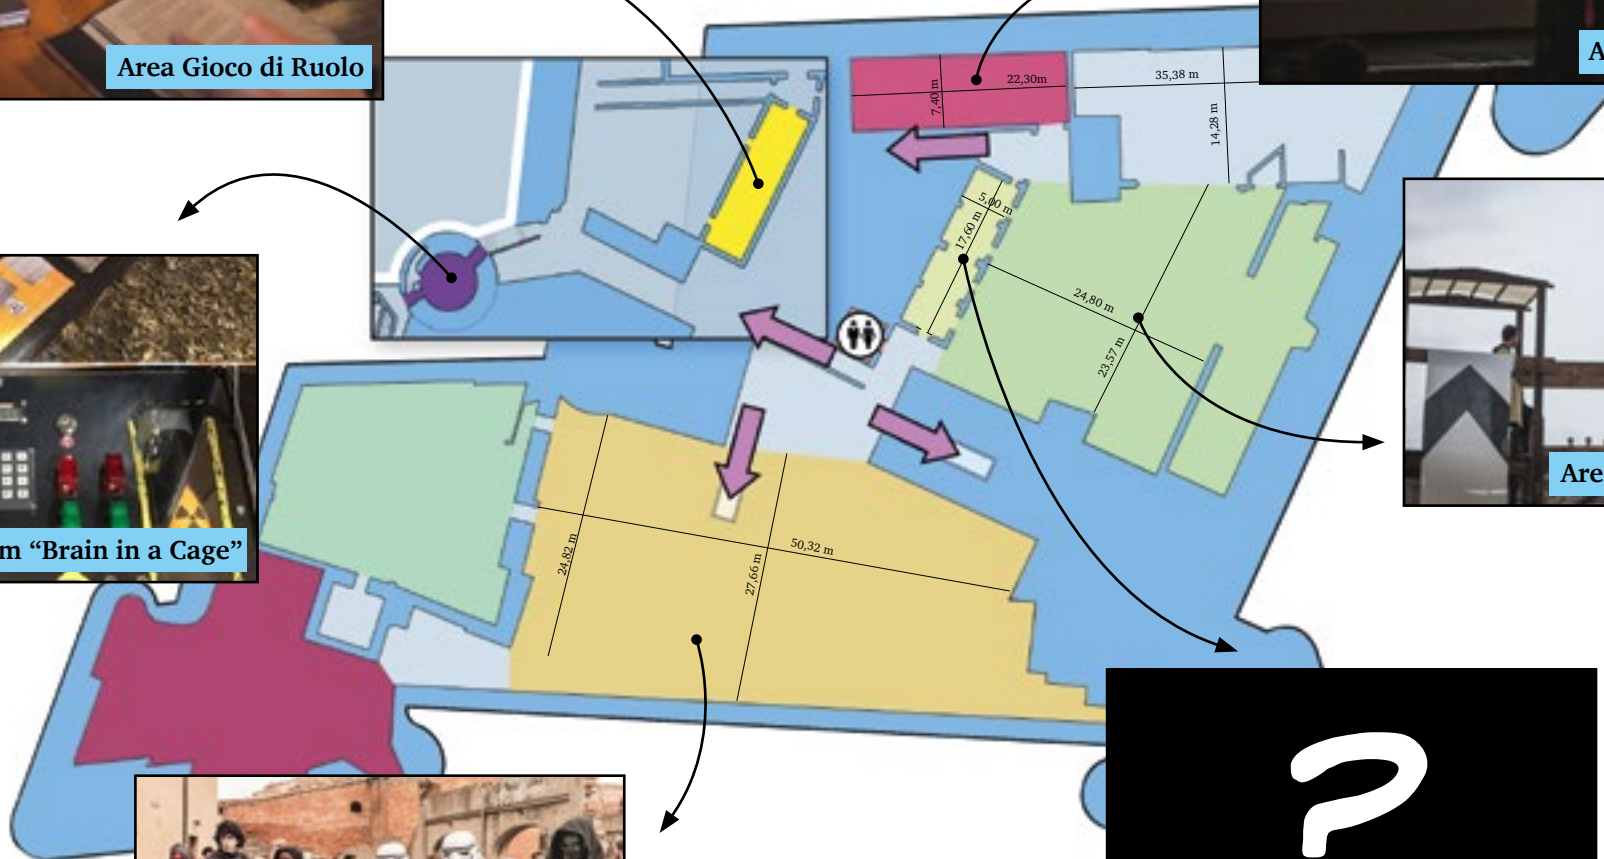 Area Gioco di Ruolo
A
22,30m
7,40 m
35,38 m
14,28 m
5,00 m
17,60 m
24,80 m
23,57 m
Are
m “Brain in a Cage”
24,82 m
50,32 m
27,66 m
?